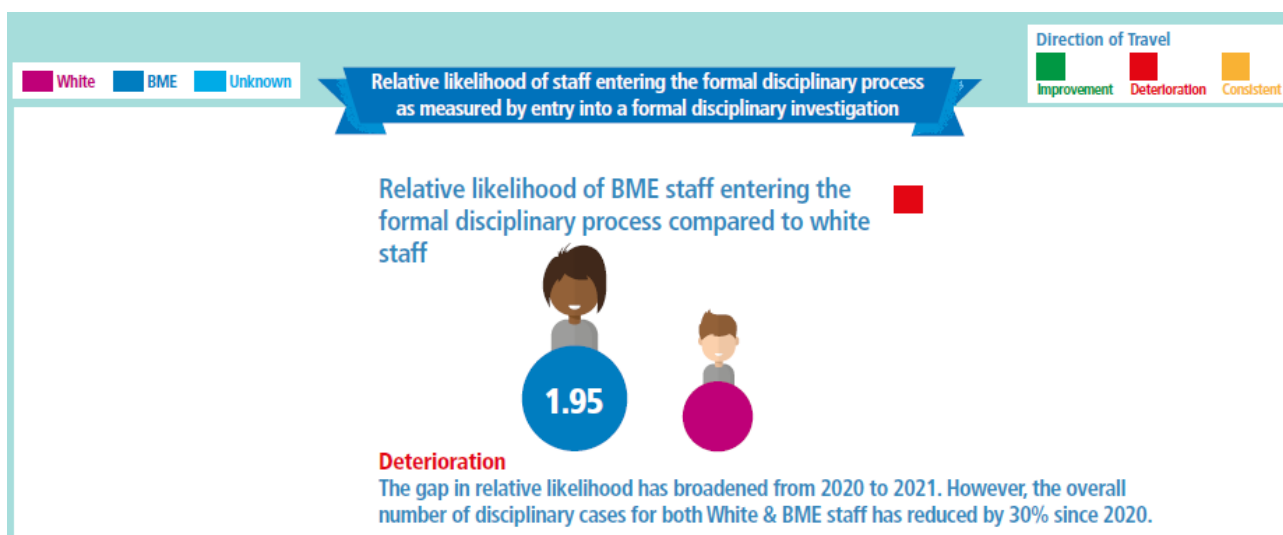 Direction of Travel
Improvement Deterioration Consistent
White BME Unknown
Relative likelihood of staff entering the formal disciplinary process
as measured by entry into a formal disciplinary investigation
Relative likelihood of BME staff entering the
formal disciplinary process compared to white
staff
1.95
Deterioration
The gap in relative likelihood has broadened from 2020 to 2021. However, the overall
number of disciplinary cases for both White & BME staff has reduced by 30% since 2020.